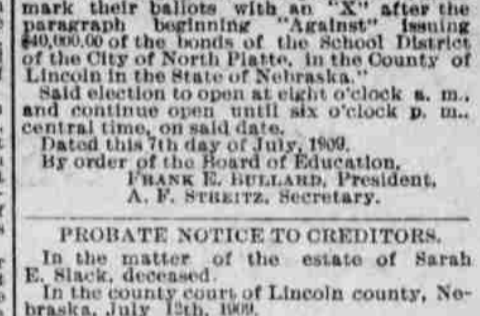 mark their ballots with an "X" after the
paragraph beginning "Against" issuing
$40,000.00 of the bonds of the School District
of the City of North Platte, in the County of
Lincoln in the State of Nebraska."
Said election to open at eight o'clock a. m.,
and continue open until six o'clock p. m.,
central time, on said date.
Dated this 7th day of July, 1909.
By order of the Board of Education.
FRANK E. BULLARD, President.
A. F. STREITZ, Secretary.
PROBATE NOTICE TO CREDITORS.
In the matter of the estate of Sarah
E. Slack, deceased.
In the county court of Lincoln county, Ne-
braska, July 12th, 1909.